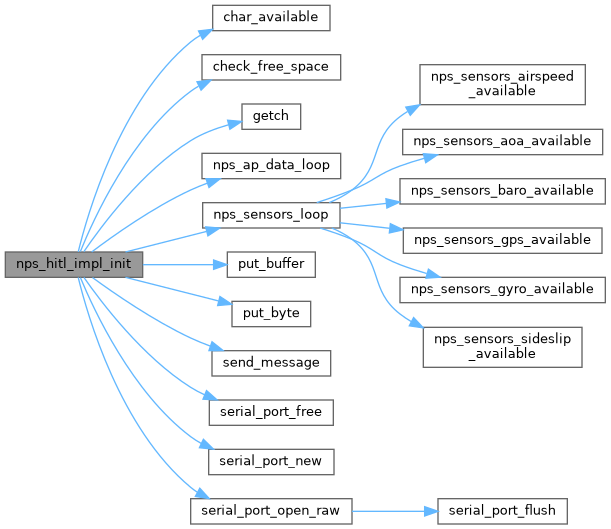 char_available
check_free_space
getch
nps_ap_data_loop
nps_sensors_loop
nps_hitl_impl_init
put_buffer
put_byte
send_message
serial_port_free
serial_port_new
serial_port_open_raw
nps_sensors_airspeed
_available
nps_sensors_aoa_available
nps_sensors_baro_available
nps_sensors_gps_available
nps_sensors_gyro_available
nps_sensors_sideslip
_available
serial_port_flush